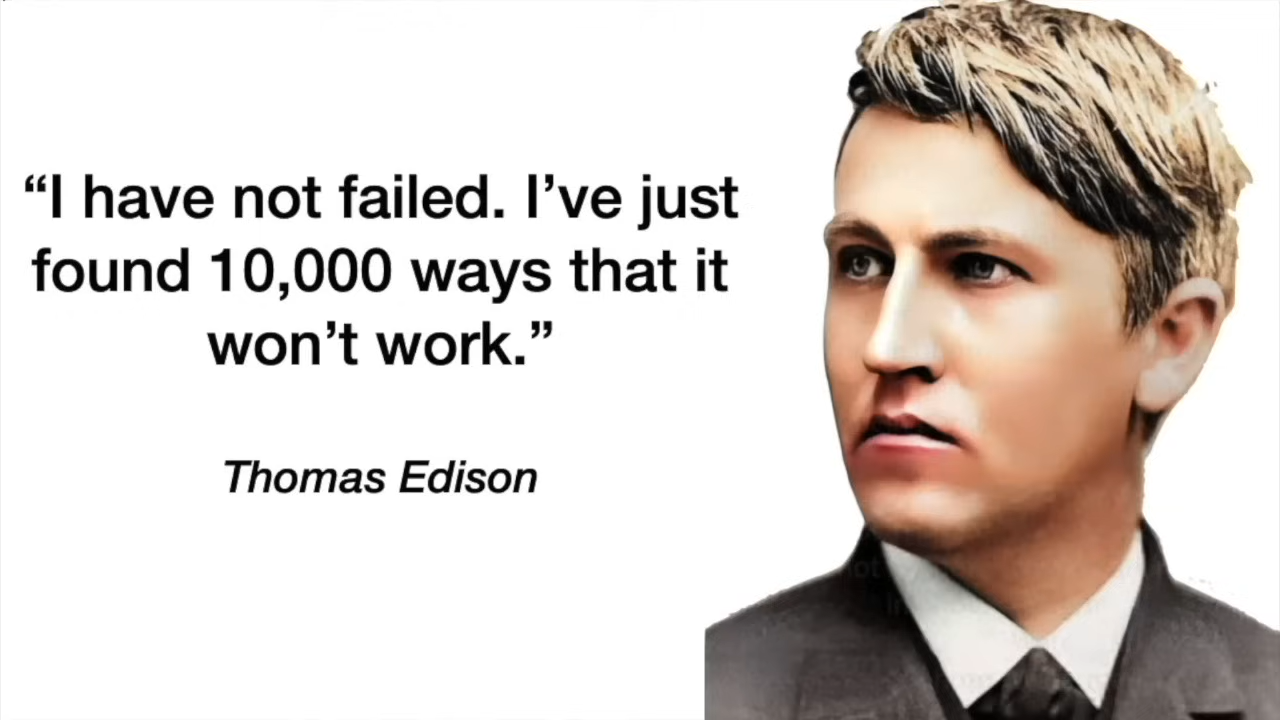 “I have not failed. I’ve just
found 10,000 ways that it
won’t work.”
Thomas Edison